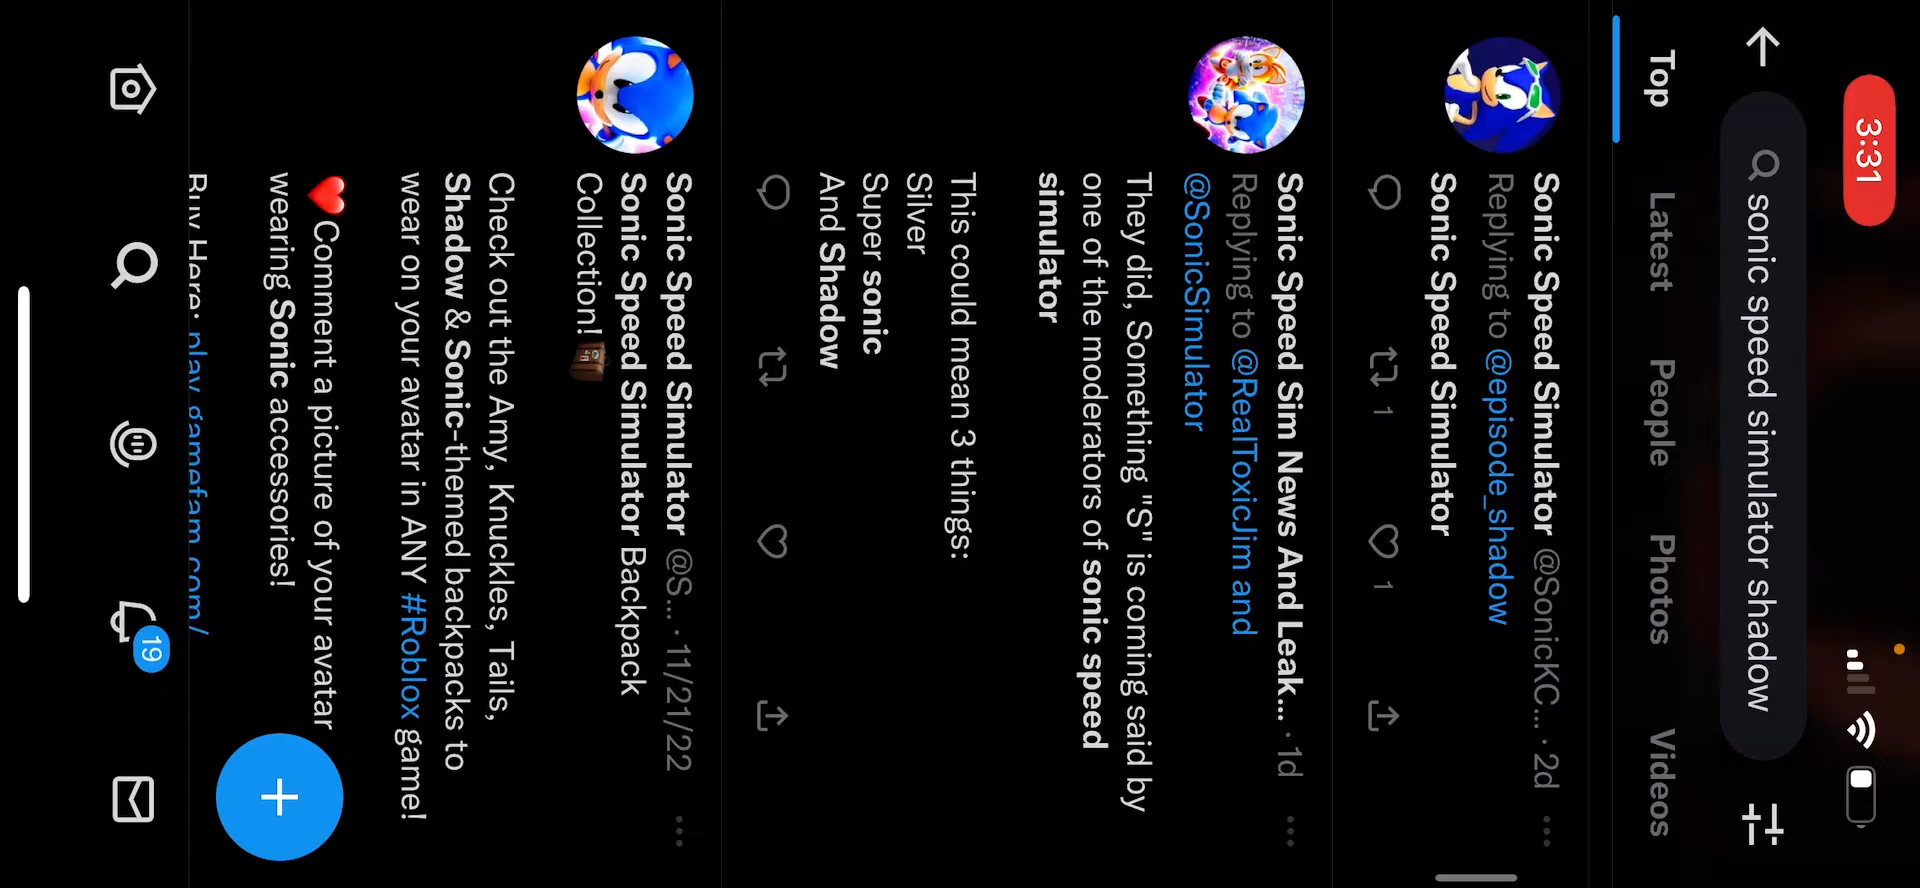 3:31
sonic speed simulator shadow
Top Latest People Photos Videos
Sonic Speed Simulator @SonicKC... · 2d
Replying to @episode_shadow
Sonic Speed Simulator
1 1
Sonic Speed Sim News And Leak... · 1d
Replying to @RealToxicJim and
@SonicSimulator
They did, Something "S" is coming said by
one of the moderators of sonic speed
simulator
This could mean 3 things:
Silver
Super sonic
And Shadow
Sonic Speed Simulator @S... · 11/21/22
Sonic Speed Simulator Backpack
Collection!
Check out the Amy, Knuckles, Tails,
Shadow & Sonic-themed backpacks to
wear on your avatar in ANY #Roblox game!
Comment a picture of your avatar
wearing Sonic accessories!
Buy Here: play.gamefam.com/
19